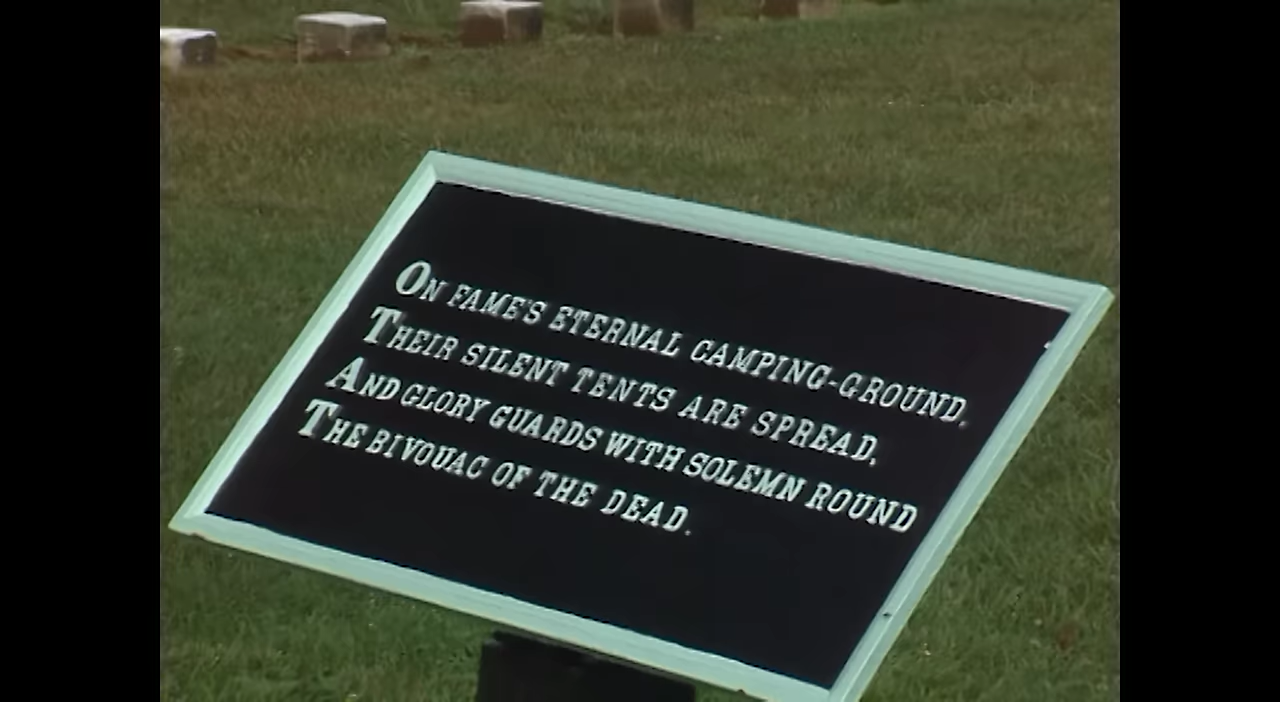 ON FAME'S ETERNAL CAMPING-GROUND,
THEIR SILENT TENTS ARE SPREAD,
AND GLORY GUARDS WITH SOLEMN ROUND
THE BIVOUAC OF THE DEAD.